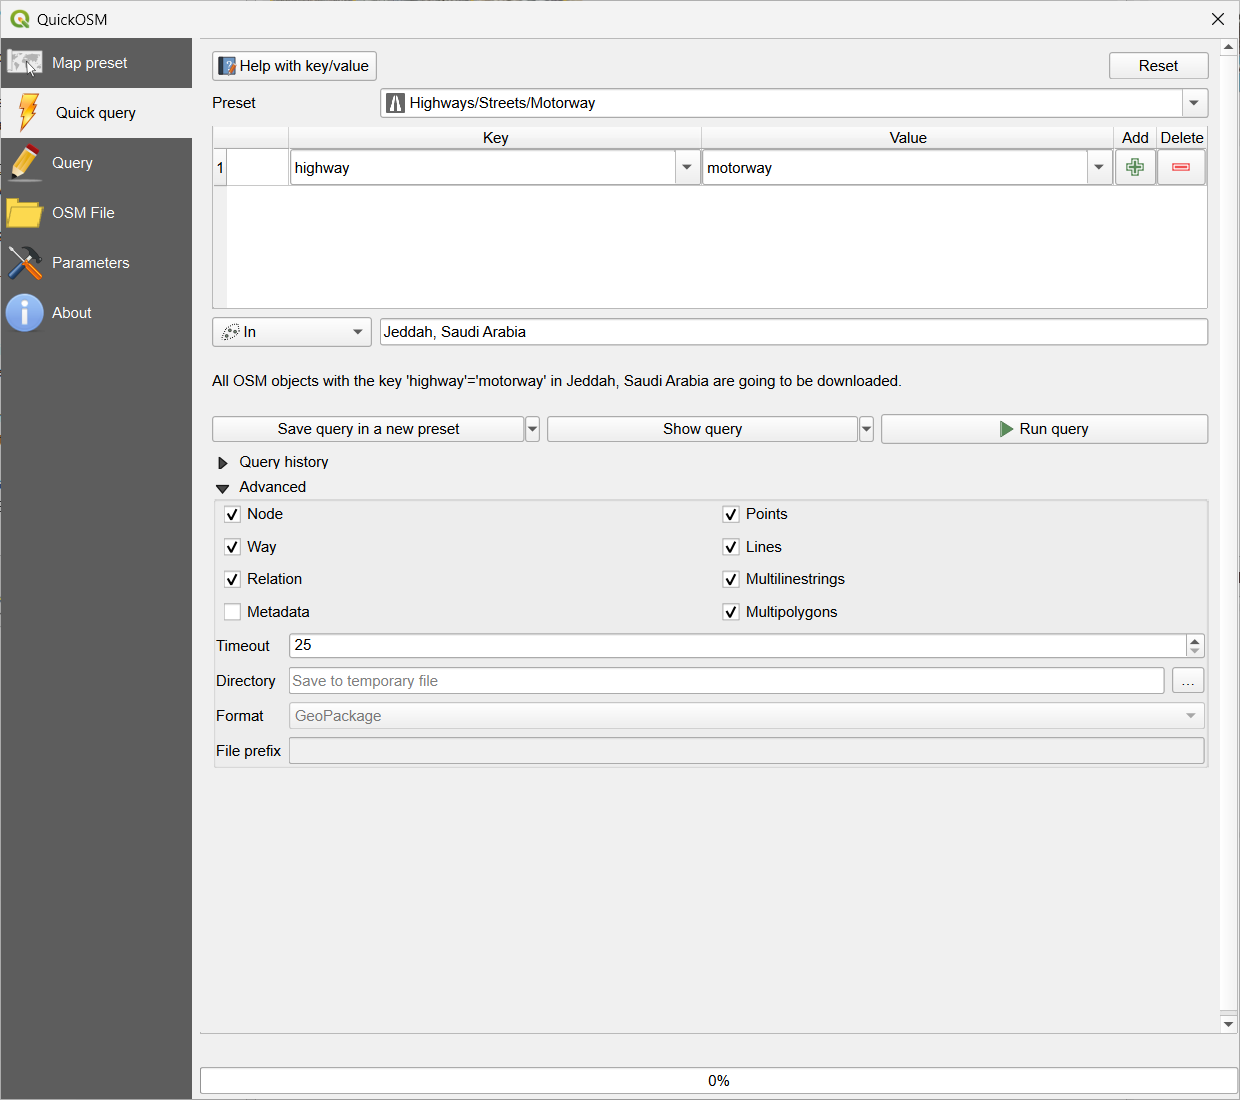 QuickOSM
Map preset
Quick query
Query
OSM File
Parameters
About
Help with key/value
Reset
Preset
Highways/Streets/Motorway
Key Value Add Delete
1 highway motorway
In Jeddah, Saudi Arabia
All OSM objects with the key 'highway'='motorway' in Jeddah, Saudi Arabia are going to be downloaded.
Save query in a new preset Show query Run query
Query history
Advanced
Node Points
Way Lines
Relation Multilinestrings
Metadata Multipolygons
Timeout 25
Directory Save to temporary file ...
Format GeoPackage
File prefix
0%